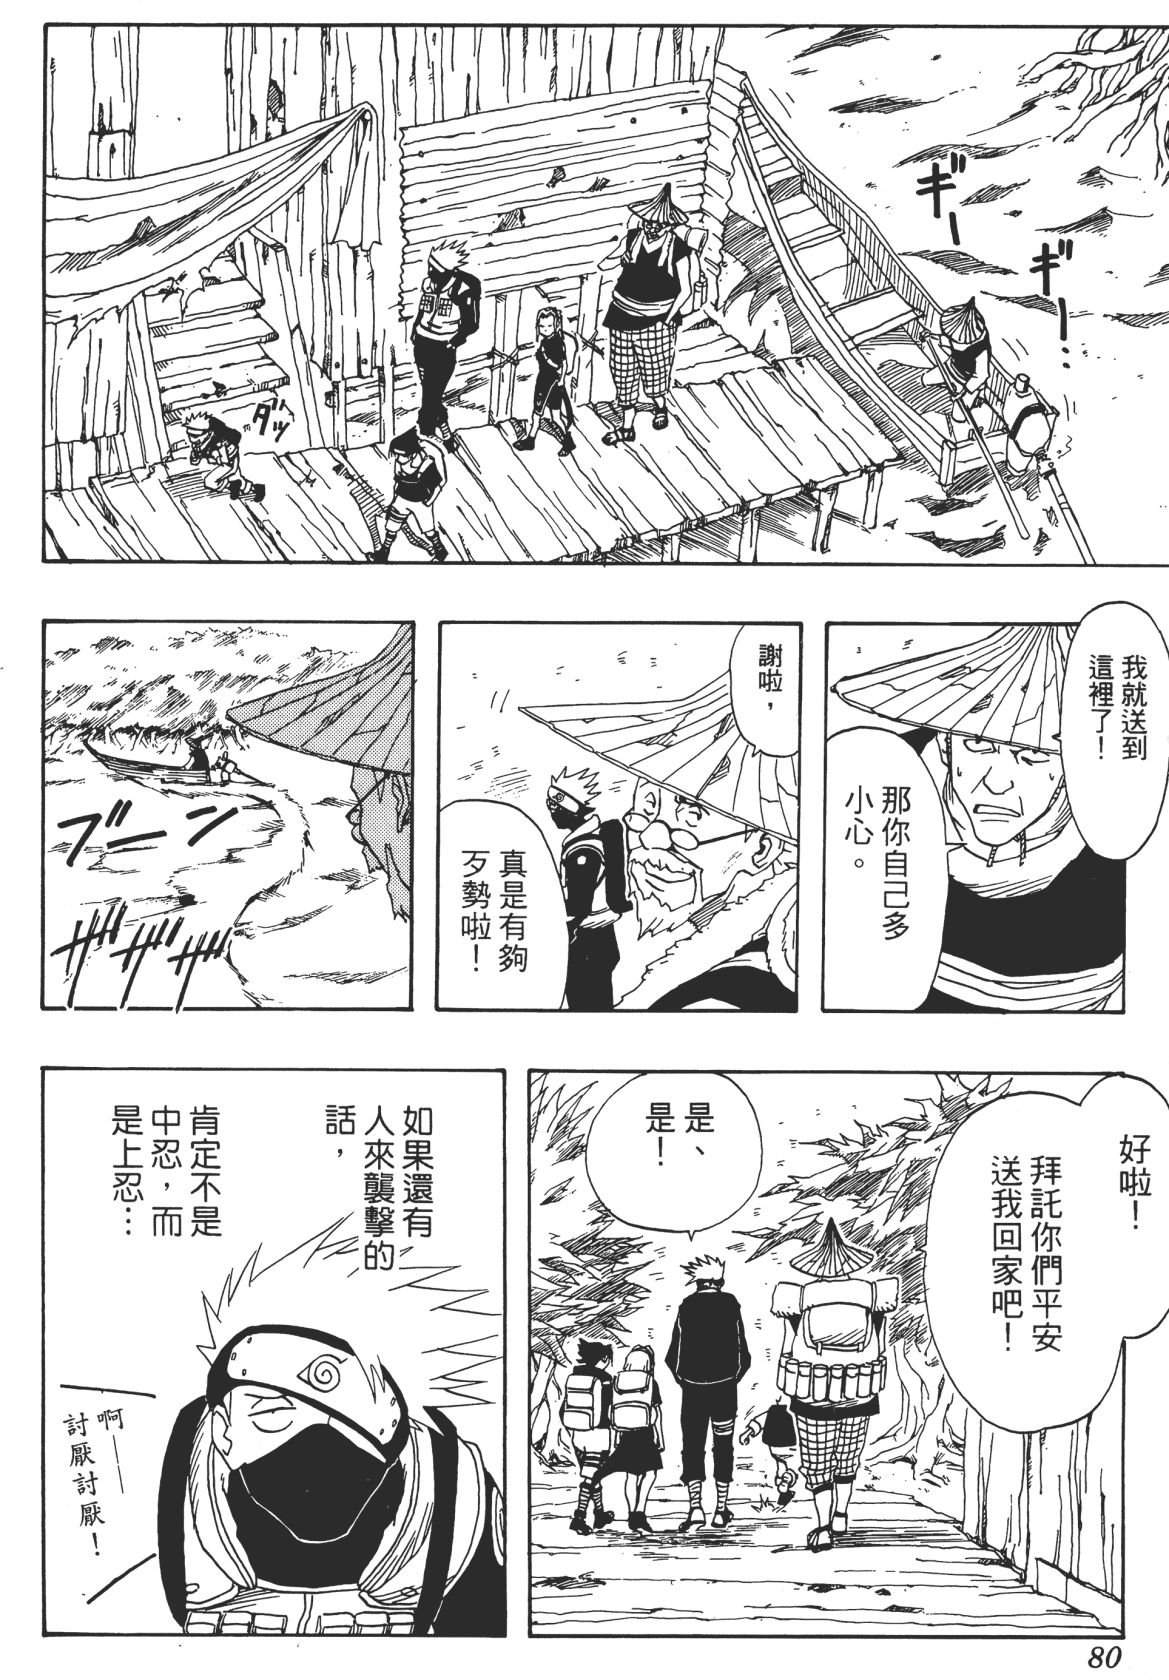 ギー
ギー…
ダッ
我就送到
這裡了！
那你自己多
小心。
謝啦，
真是有夠
歹勢啦！
ブーン
ザザザ
好啦！
拜託你們平安
送我回家吧！
是、
是！
如果還有
人來襲擊的
話，
肯定不是
中忍，而
是上忍…
啊——
討厭討厭！
80